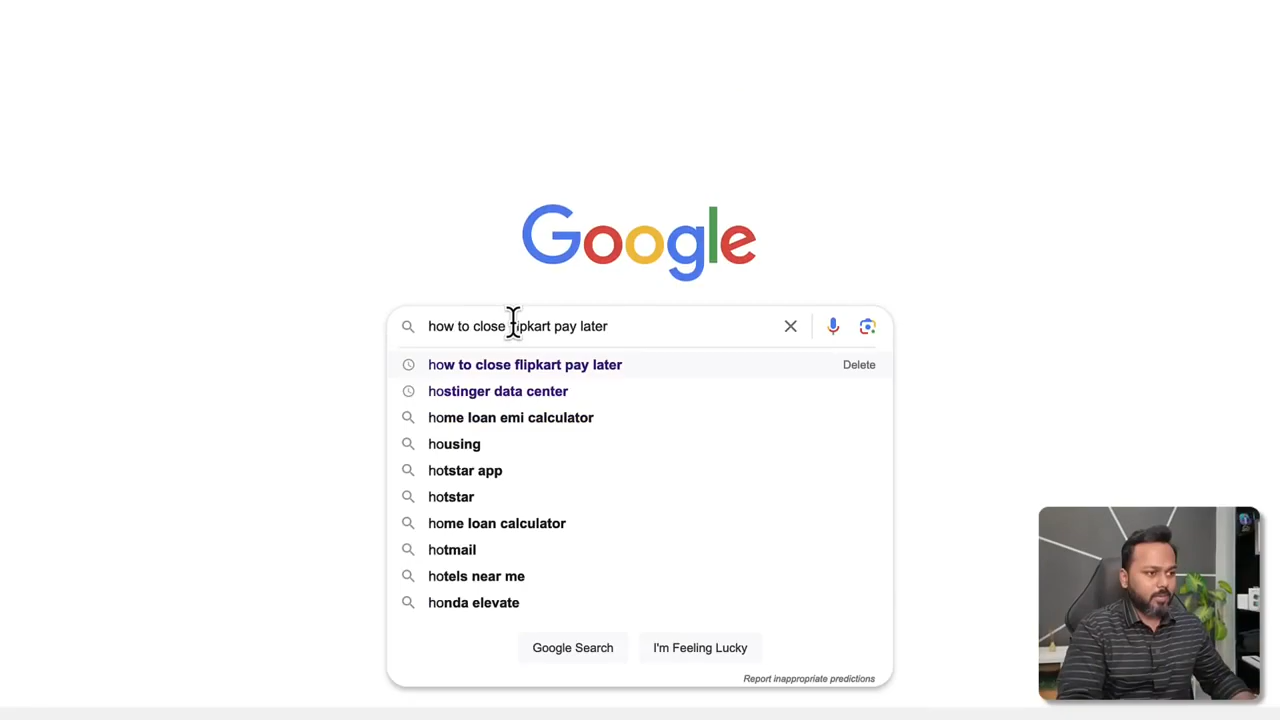 Google
how to close flipkart pay later
how to close flipkart pay later
Delete
hostinger data center
home loan emi calculator
housing
hotstar app
hotstar
home loan calculator
hotmail
hotels near me
honda elevate
Google Search
I'm Feeling Lucky
Report inappropriate predictions